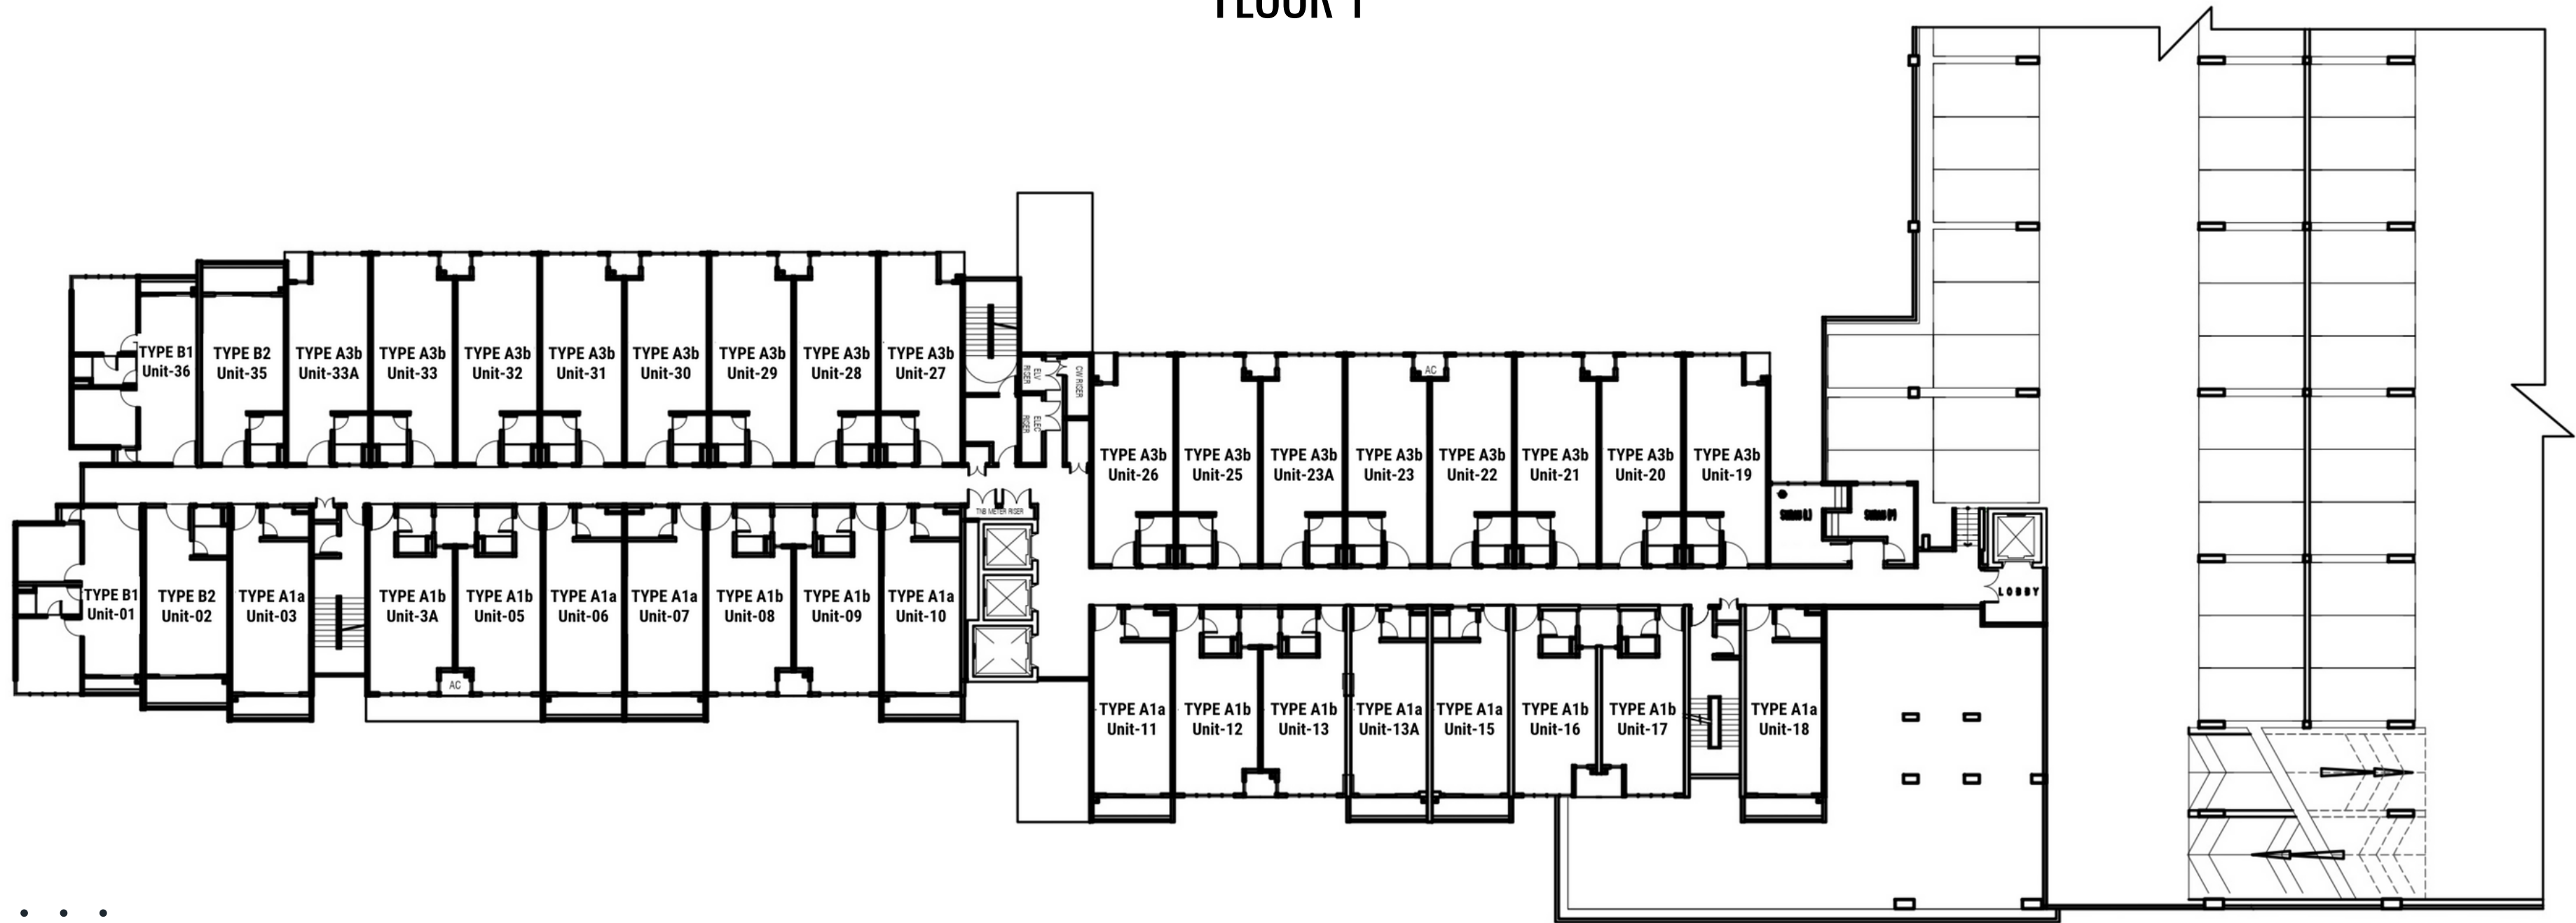 FLOOR 1
TYPE B1
Unit-36
TYPE B2
Unit-35
TYPE A3b
Unit-33A
TYPE A3b
Unit-33
TYPE A3b
Unit-32
TYPE A3b
Unit-31
TYPE A3b
Unit-30
TYPE A3b
Unit-29
TYPE A3b
Unit-28
TYPE A3b
Unit-27
ELV
RISER
CW RISER
ELEC
RISER
TNB METER RISER
TYPE A3b
Unit-26
TYPE A3b
Unit-25
TYPE A3b
Unit-23A
TYPE A3b
Unit-23
AC
TYPE A3b
Unit-22
TYPE A3b
Unit-21
TYPE A3b
Unit-20
TYPE A3b
Unit-19
LOBBY
TYPE B1
Unit-01
TYPE B2
Unit-02
TYPE A1a
Unit-03
TYPE A1b
Unit-3A
AC
TYPE A1b
Unit-05
TYPE A1a
Unit-06
TYPE A1a
Unit-07
TYPE A1b
Unit-08
TYPE A1b
Unit-09
TYPE A1a
Unit-10
TYPE A1a
Unit-11
TYPE A1b
Unit-12
TYPE A1b
Unit-13
TYPE A1a
Unit-13A
TYPE A1a
Unit-15
TYPE A1b
Unit-16
TYPE A1b
Unit-17
TYPE A1a
Unit-18